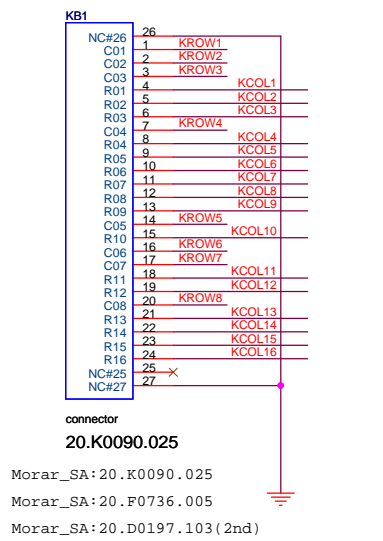 KB1
NC#26 26
C01 1 KROW1
C02 2 KROW2
C03 3 KROW3
R01 4 KCOL1
R02 5 KCOL2
R03 6 KCOL3
C04 7 KROW4
R04 8 KCOL4
R05 9 KCOL5
R06 10 KCOL6
R07 11 KCOL7
R08 12 KCOL8
R09 13 KCOL9
C05 14 KROW5
R10 15 KCOL10
C06 16 KROW6
C07 17 KROW7
R11 18 KCOL11
R12 19 KCOL12
C08 20 KROW8
R13 21 KCOL13
R14 22 KCOL14
R15 23 KCOL15
R16 24 KCOL16
NC#25 25
NC#27 27
connector
20.K0090.025
Morar_SA:20.K0090.025
Morar_SA:20.F0736.005
Morar_SA:20.D0197.103(2nd)